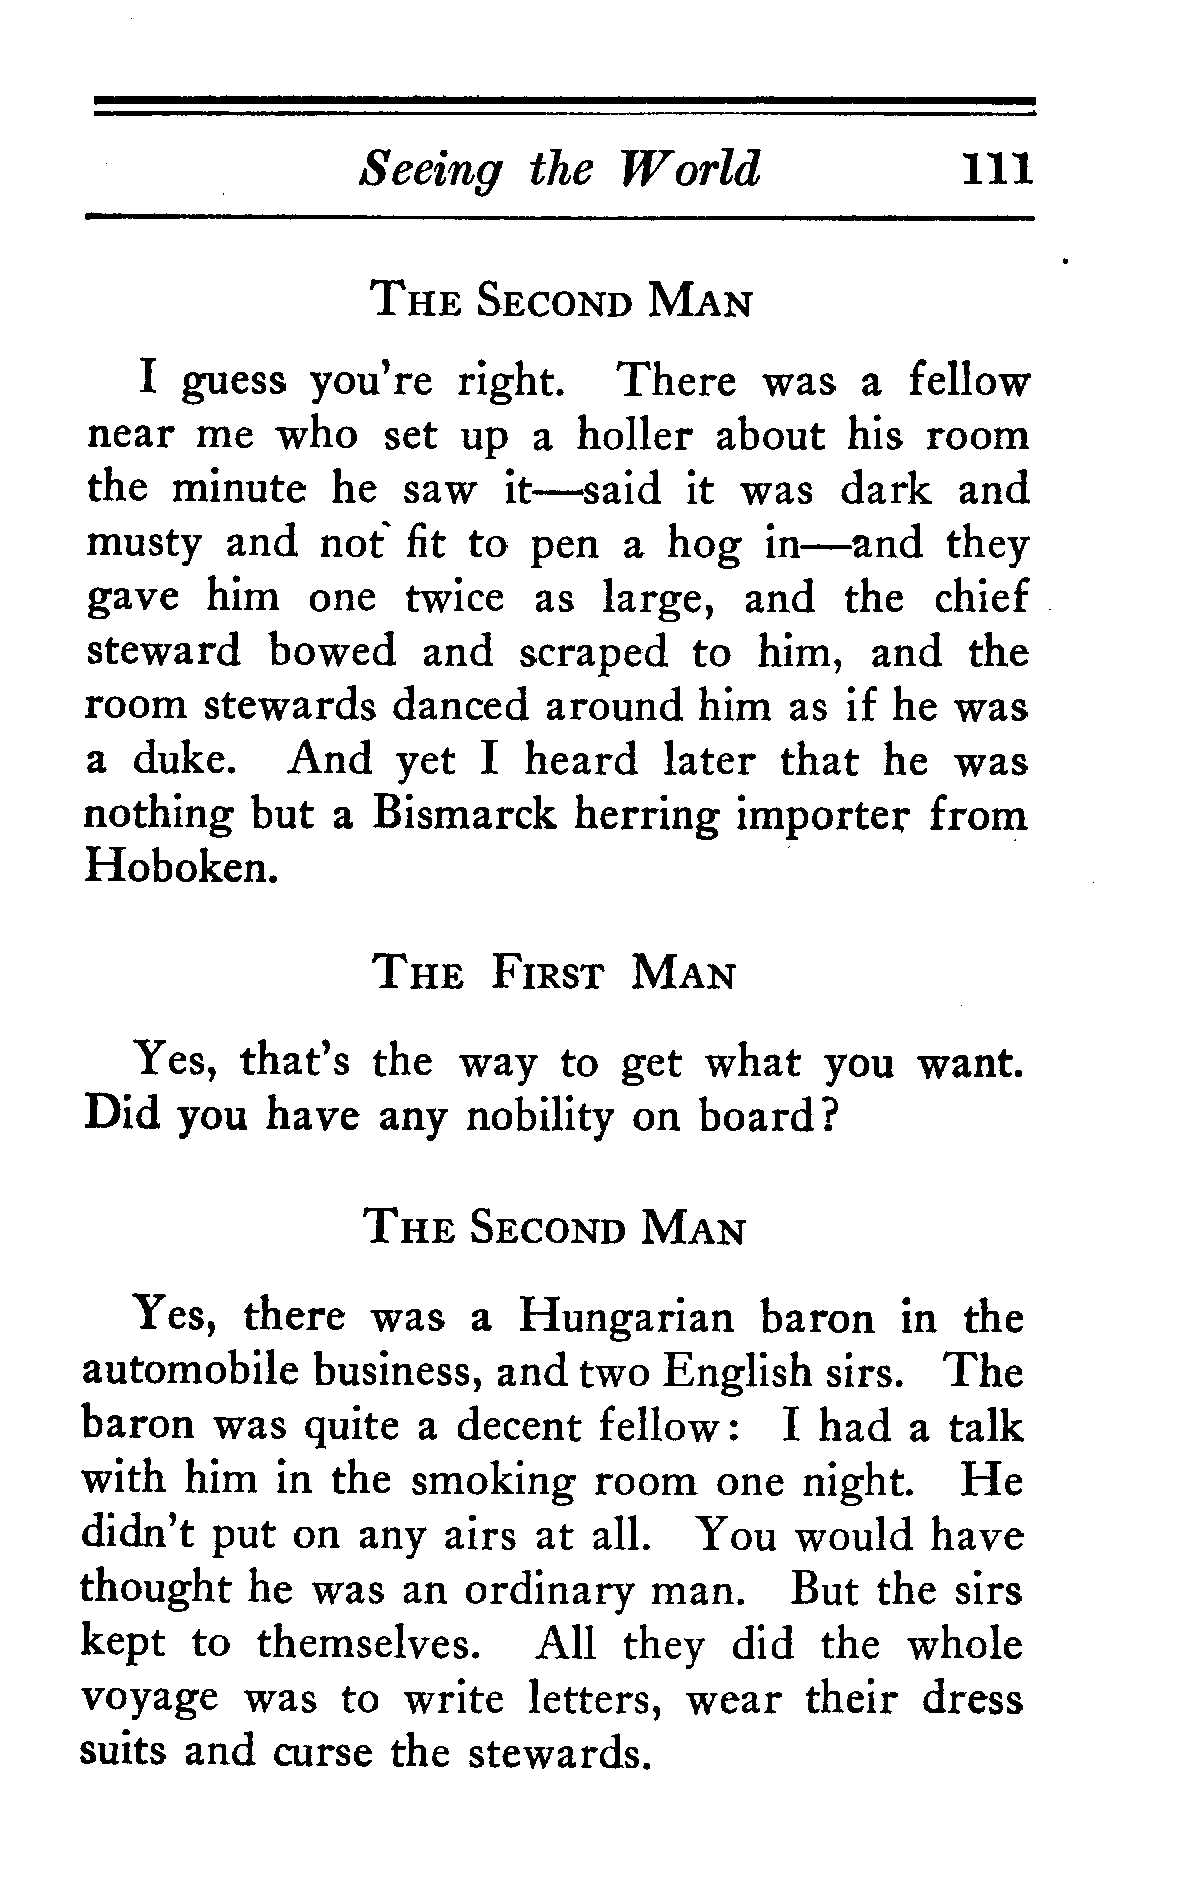 Seeing the World 111
The Second Man
I guess you're right. There was a fellow
near me who set up a holler about his room
the minute he saw it—said it was dark and
musty and not fit to pen a hog in—and they
gave him one twice as large, and the chief
steward bowed and scraped to him, and the
room stewards danced around him as if he was
a duke. And yet I heard later that he was
nothing but a Bismarck herring importer from
Hoboken.
The First Man
Yes, that's the way to get what you want.
Did you have any nobility on board?
The Second Man
Yes, there was a Hungarian baron in the
automobile business, and two English sirs. The
baron was quite a decent fellow: I had a talk
with him in the smoking room one night. He
didn't put on any airs at all. You would have
thought he was an ordinary man. But the sirs
kept to themselves. All they did the whole
voyage was to write letters, wear their dress
suits and curse the stewards.